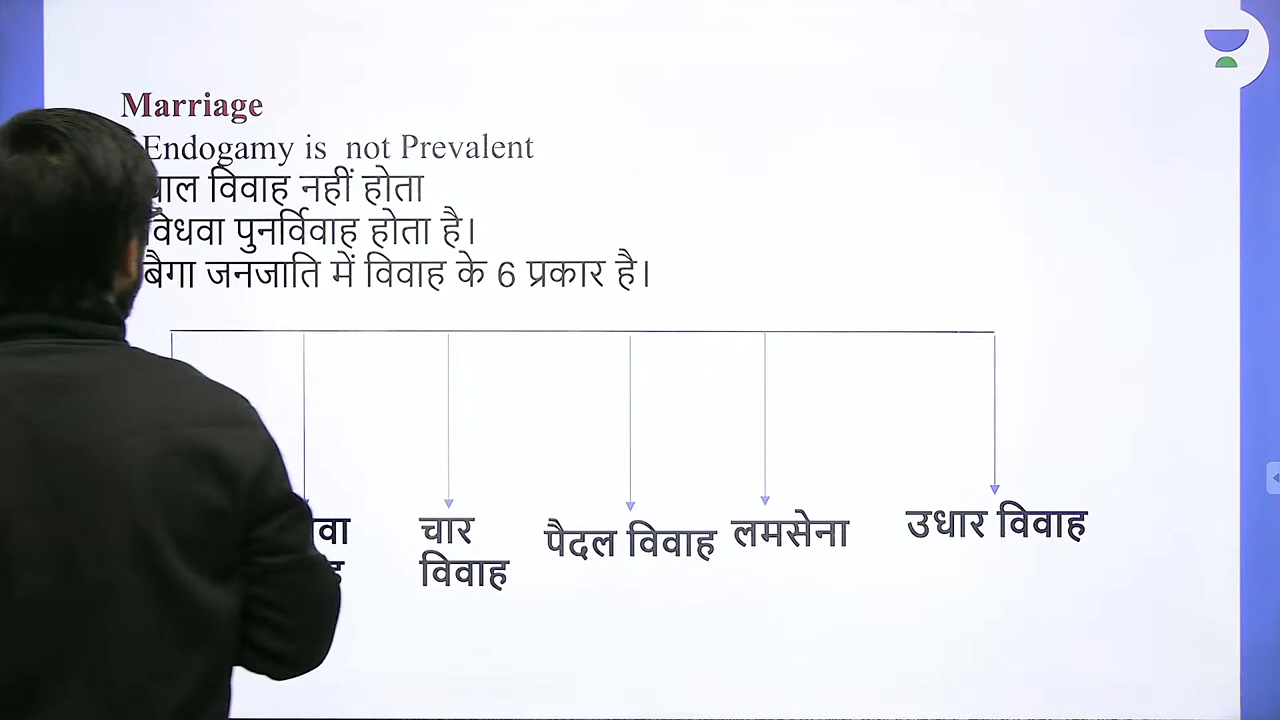 Marriage
Endogamy is not Prevalent
बाल विवाह नहीं होता
विधवा पुनर्विवाह होता है।
बैगा जनजाति में विवाह के 6 प्रकार है।
चार
विवाह
पैदल विवाह
लमसेना
उधार विवाह